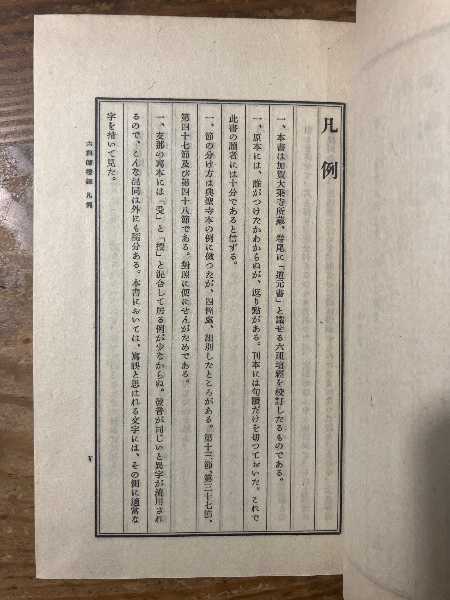 凡例
一、本書は加賀大乘寺所藏、卷尾に「道元書」と識せる六祖壇經を校訂したるものである。
一、原本には、誰がつけたかわからぬが、返り點がある。刊本には句讀だけを切つておいた。これで
此書の讀者には十分であると信ずる。
一、節の分け方は興聖寺本の例に倣つたが、四箇處、細別したところがある。第十三節、第三十七節、
第四十七節及び第四十八節である。對照に便にせんがためである。
一、支那の寫本には「受」と「授」と混合して居る例が少なからぬ。發音が同じいと異字が流用され
るので、こんな混同は外にも隨分ある。本書においては、寫誤と思はれる文字には、その側に適當な
字を描いて見た。
六祖壇經 凡例